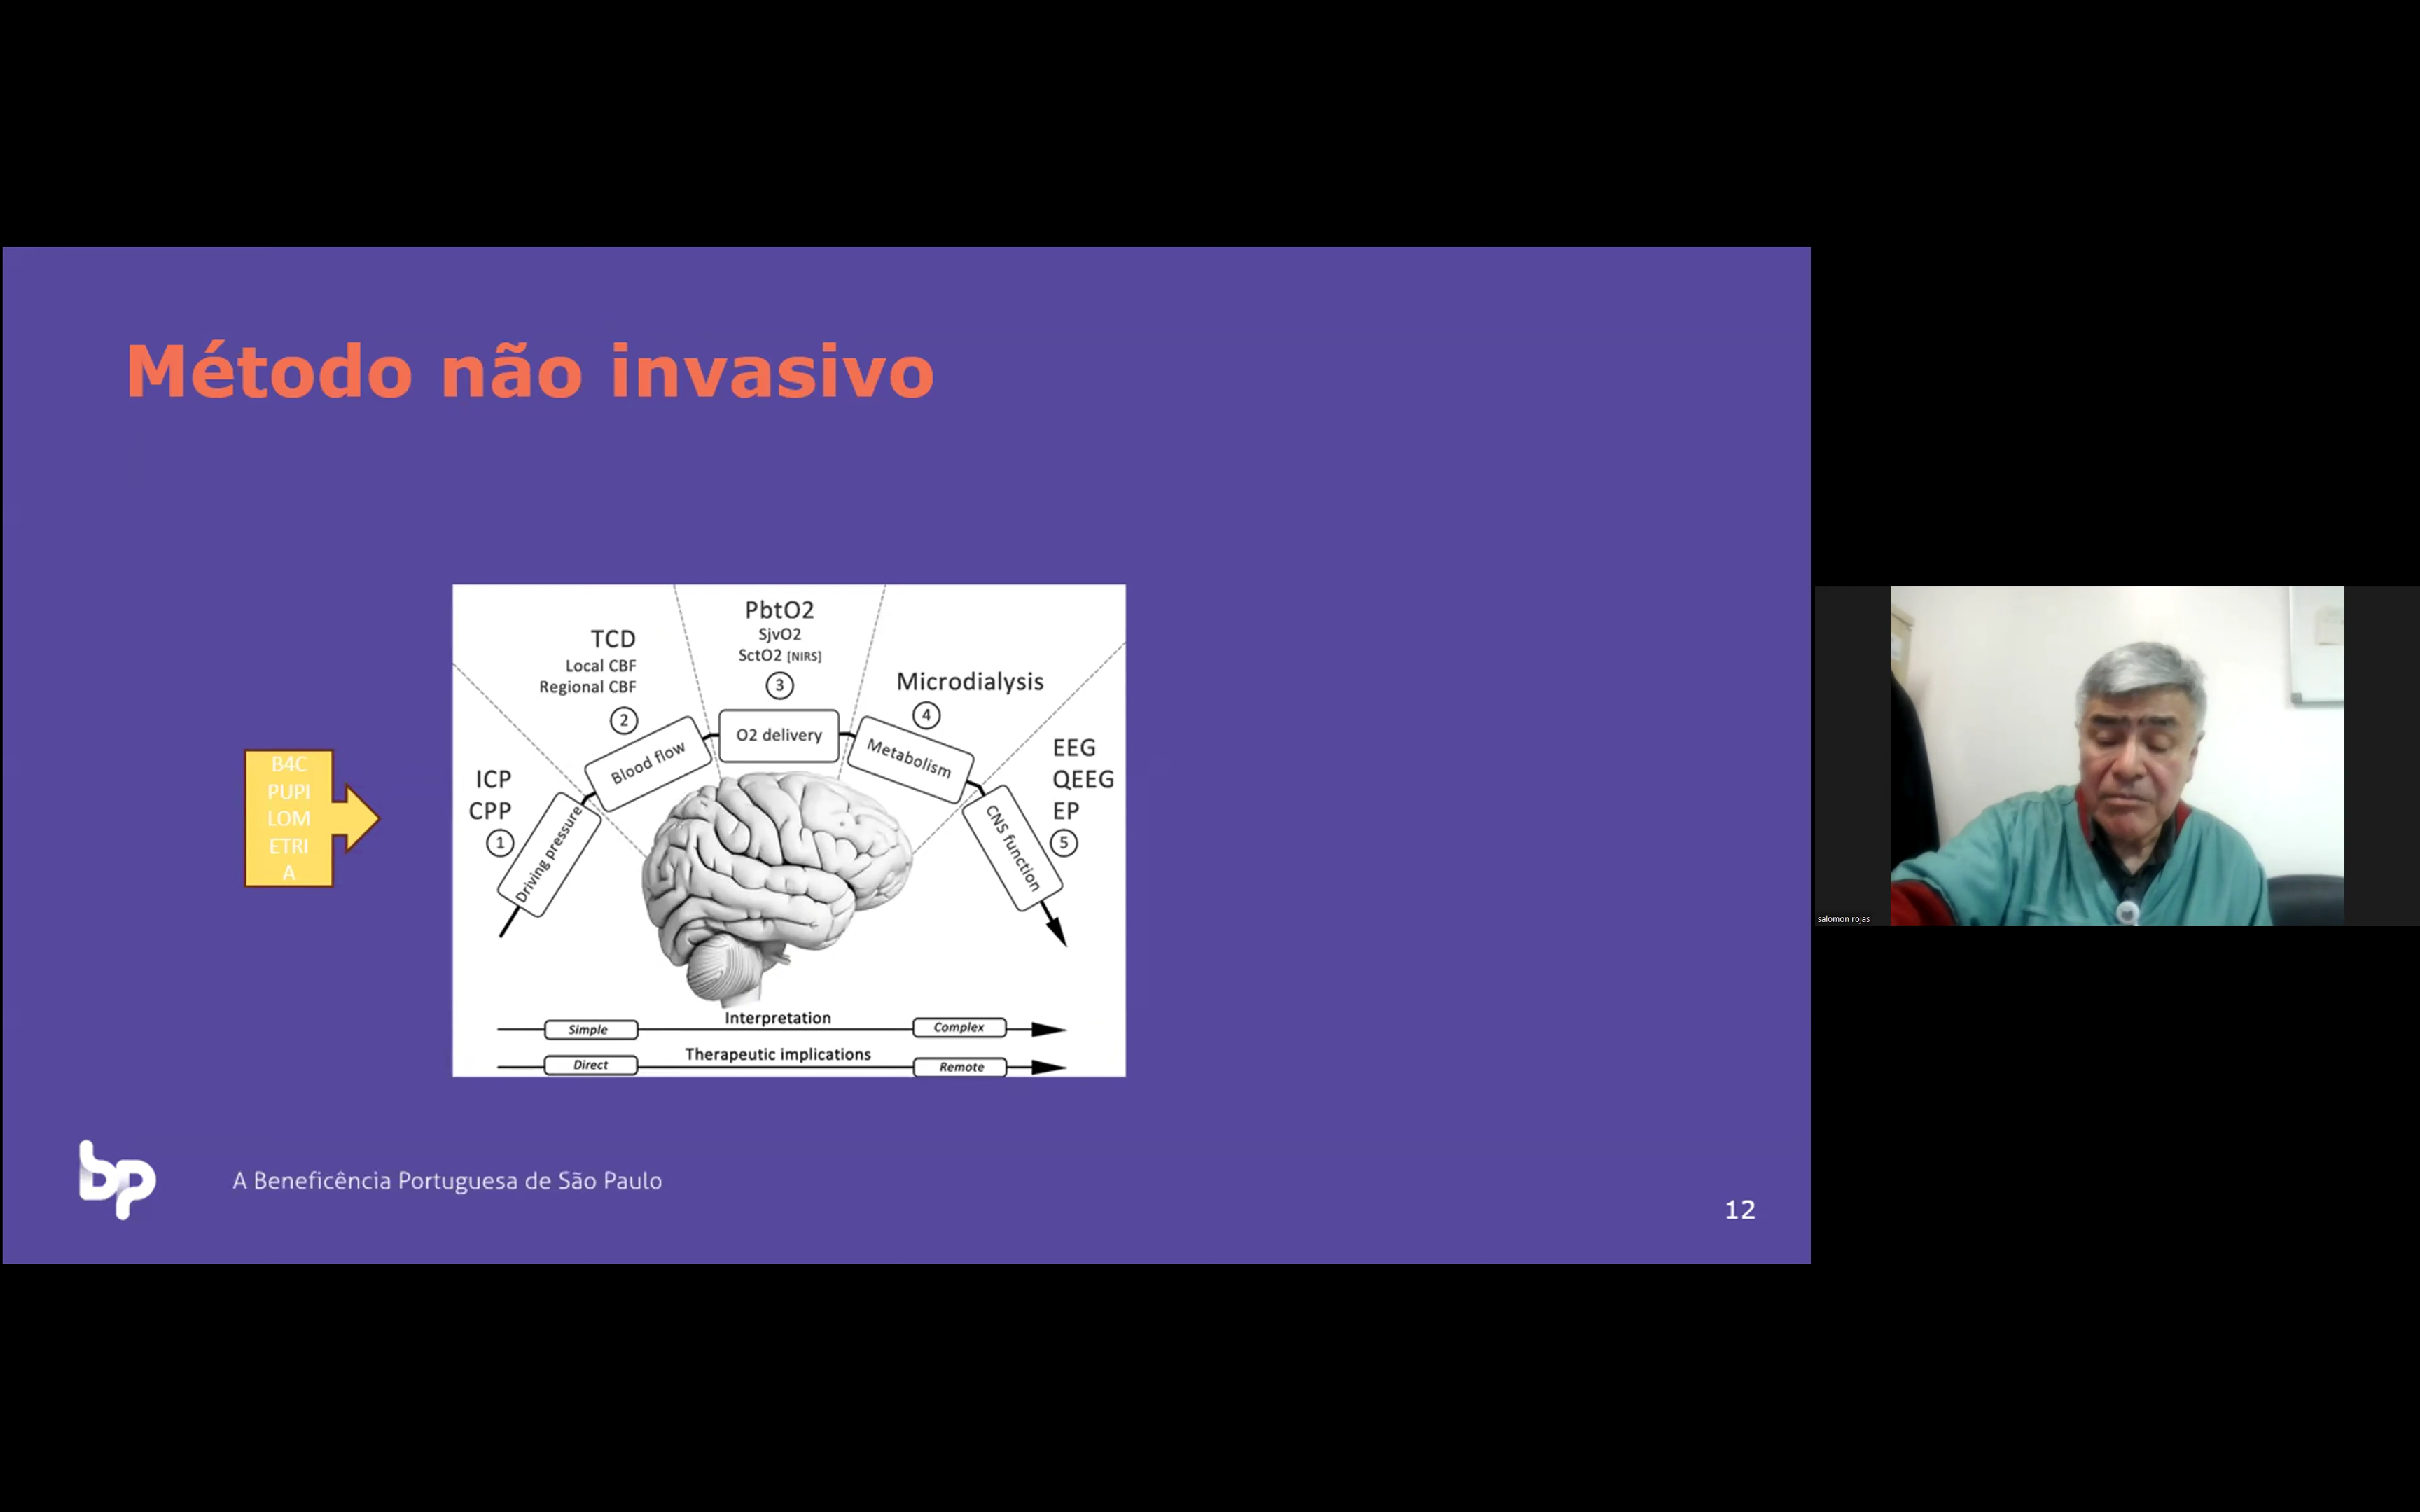 Método não invasivo
B4C
PUPI
LOM
ETRI
A
PbtO2
SjvO2
SctO2 [NIRS]
3
TCD
Local CBF
Regional CBF
2
Microdialysis
4
ICP
CPP
1
EEG
QEEG
EP
5
Driving pressure
Blood flow
O2 delivery
Metabolism
CNS function
Interpretation
Simple
Complex
Therapeutic implications
Direct
Remote
bp
A Beneficência Portuguesa de São Paulo
12
salomon rojas